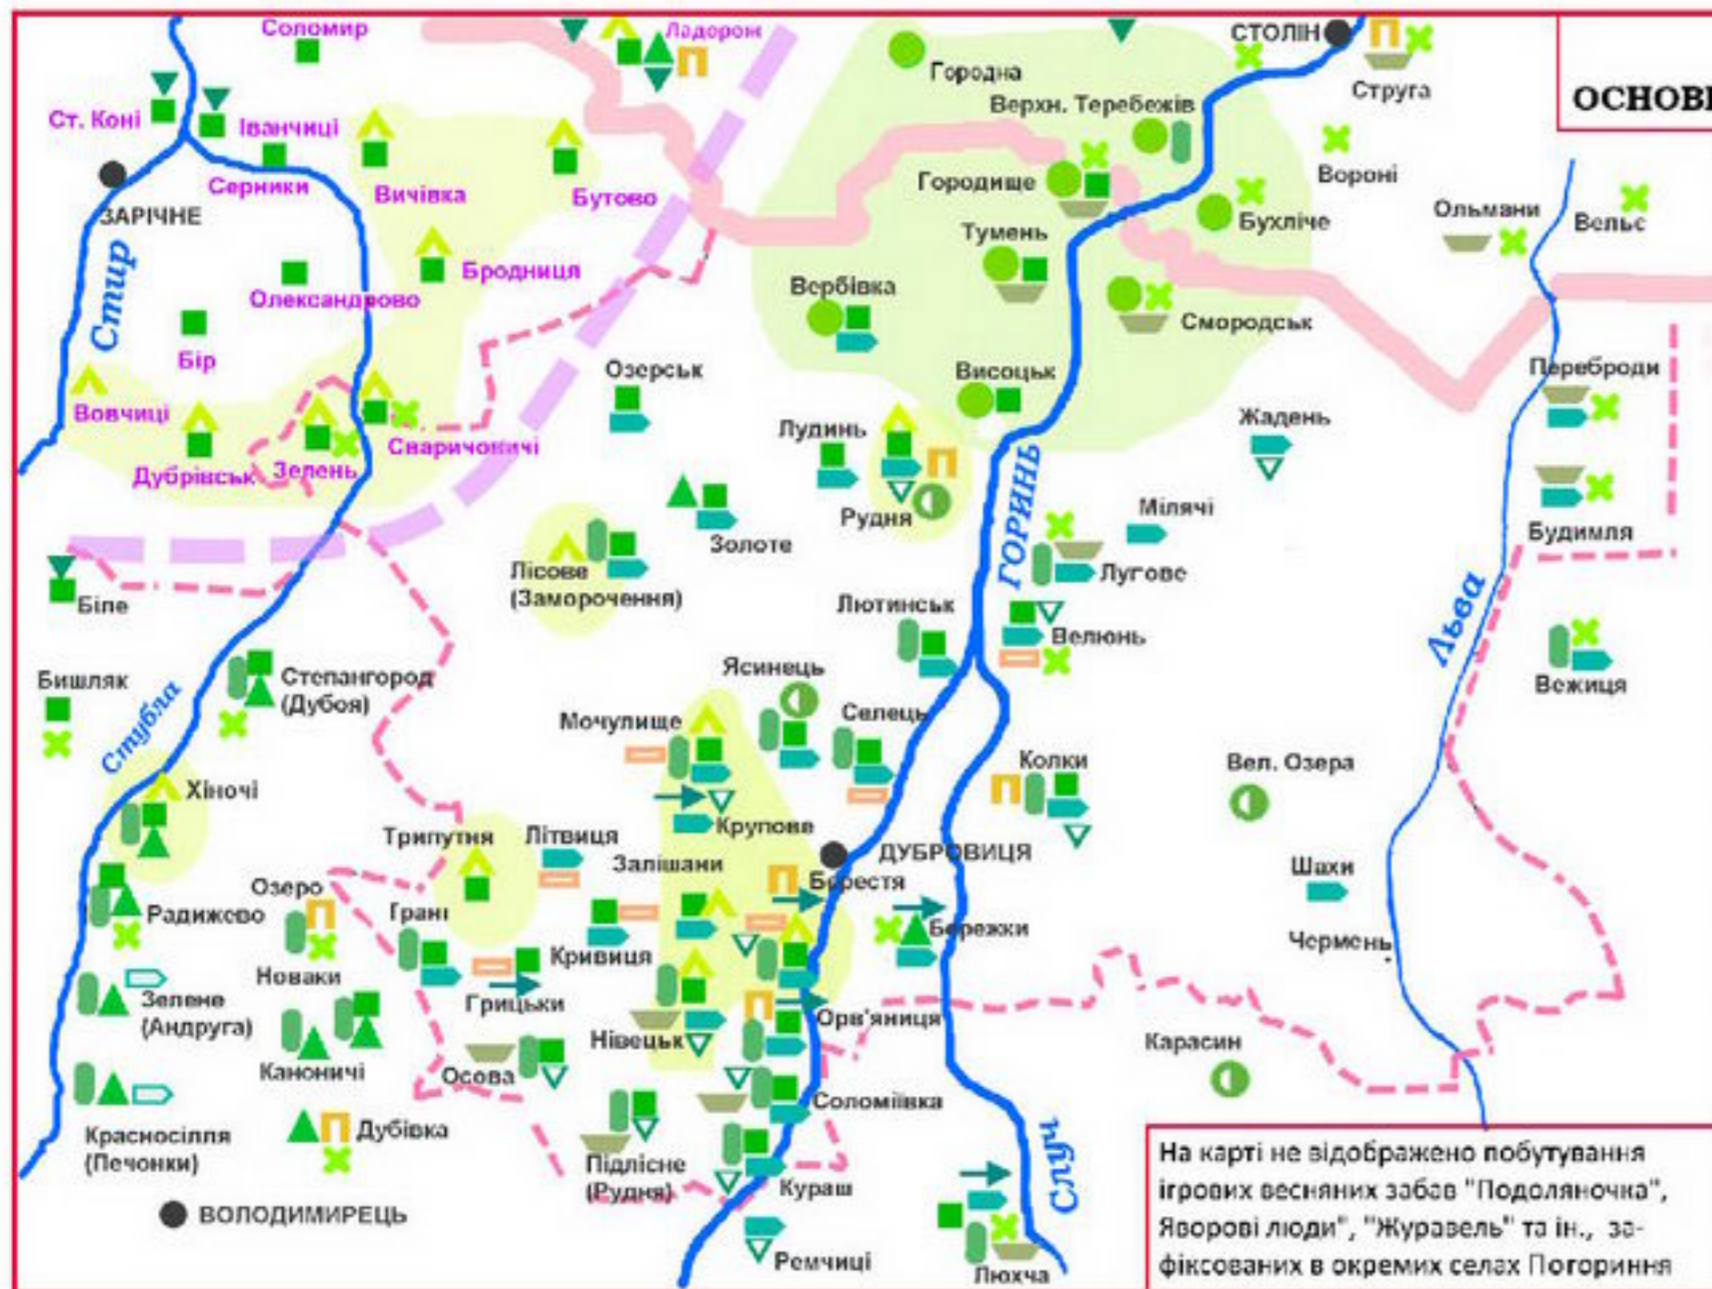 Соломир
Ладорож
СТОЛІН
Городна
Струга
ОСНОВ
Ст. Коні
Іванчиці
Верхн. Теребежів
Серники
Вичівка
Бутово
Городище
Вороні
ЗАРІЧНЕ
Бухліче
Ольмани
Вельє
Тумень
Стир
Бродниця
Олександрово
Вербівка
Смородськ
Бір
Озерськ
Висоцьк
Переброди
Вовчиці
Сваричовичі
Лудинь
Жадень
Дубрівськ
Зелень
Рудня
ГОРИНЬ
Мілячі
Будимля
Золоте
Лісове
(Заморочення)
Лугове
Біле
Лютинськ
Велюнь
Льва
Бишляк
Степангород
(Дубоя)
Ясинець
Вежиця
Стубла
Мочулище
Селець
Хіночі
Колки
Вел. Озера
Крупове
Трипутня
Літвиця
Залішани
ДУБРОВИЦЯ
Берестя
Шахи
Озеро
Радижево
Грані
Бережки
Чермень
Новаки
Кривиця
Зелене
(Андруга)
Грицьки
Орв'яниця
Нівецьк
Карасин
Каноничі
Осова
Соломіївка
Красносілля
(Печонки)
Дубівка
Підлісне
(Рудня)
Кураш
Случ
ВОЛОДИМИРЕЦЬ
Ремчиці
Люхча
На карті не відображено побутування
ігрових весняних забав "Подоляночка",
Яворові люди", "Журавель" та ін., за-
фіксованих в окремих селах Погориння